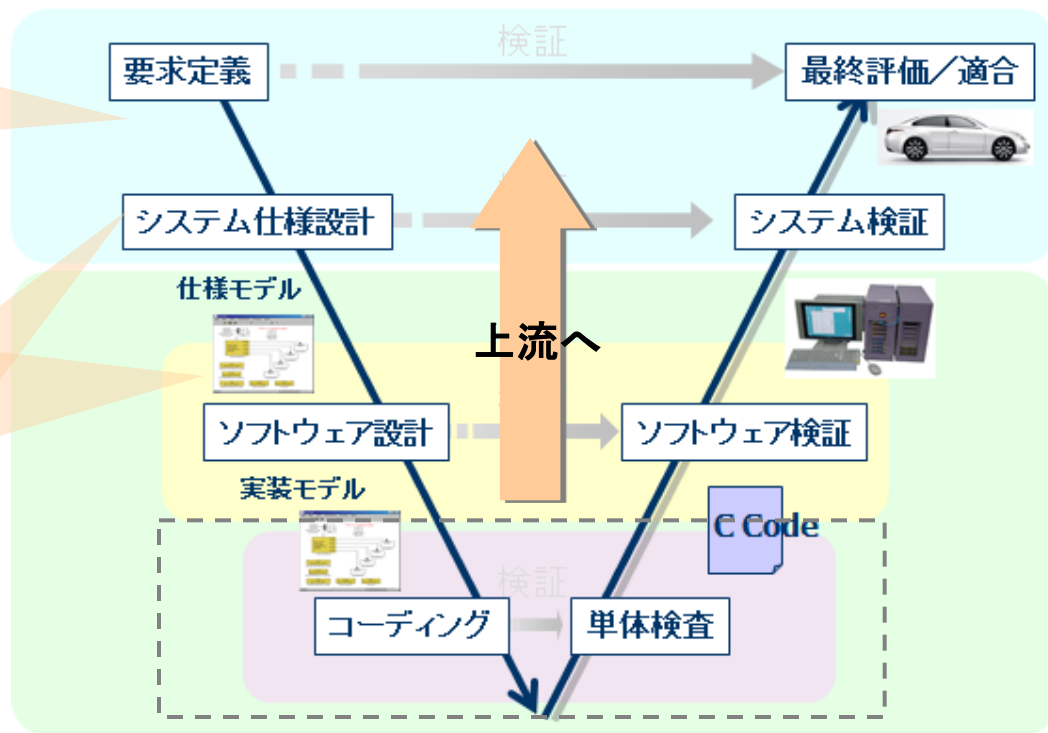 検証
要求定義
最終評価／適合
システム仕様設計
システム検証
仕様モデル
上流へ
ソフトウェア設計
ソフトウェア検証
実装モデル
C Code
検証
コーディング
単体検査